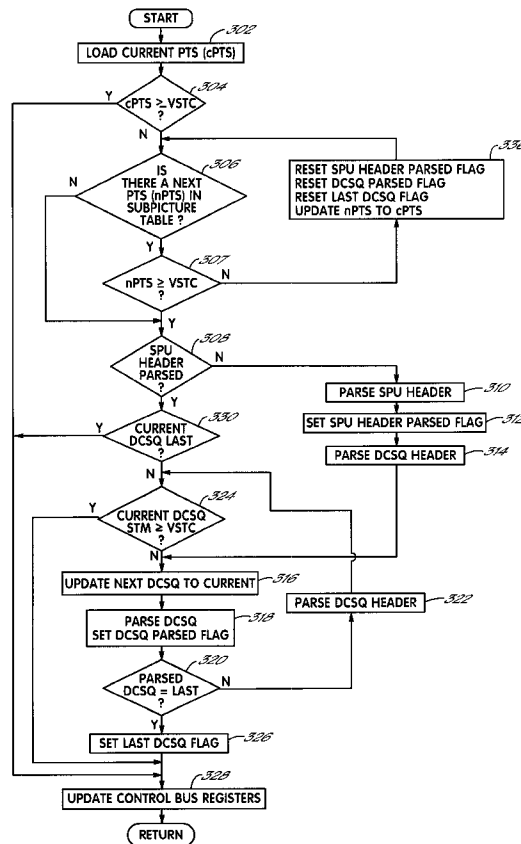 START
302
LOAD CURRENT PTS (cPTS)
304
Y
cPTS ≥ VSTC
?
N
306
IS
THERE A NEXT
PTS (nPTS) IN
SUBPICTURE
TABLE ?
N
Y
RESET SPU HEADER PARSED FLAG
RESET DCSQ PARSED FLAG
RESET LAST DCSQ FLAG
UPDATE nPTS TO cPTS
307
nPTS ≥ VSTC
?
N
Y
308
SPU
HEADER
PARSED
?
N
Y
PARSE SPU HEADER
310
SET SPU HEADER PARSED FLAG
PARSE DCSQ HEADER
314
330
Y
CURRENT
DCSQ LAST
?
N
324
Y
CURRENT DCSQ
STM ≥ VSTC
?
N
UPDATE NEXT DCSQ TO CURRENT
316
PARSE DCSQ HEADER
322
318
PARSE DCSQ
SET DCSQ PARSED FLAG
320
PARSED
DCSQ = LAST
?
N
Y
SET LAST DCSQ FLAG
326
328
UPDATE CONTROL BUS REGISTERS
RETURN